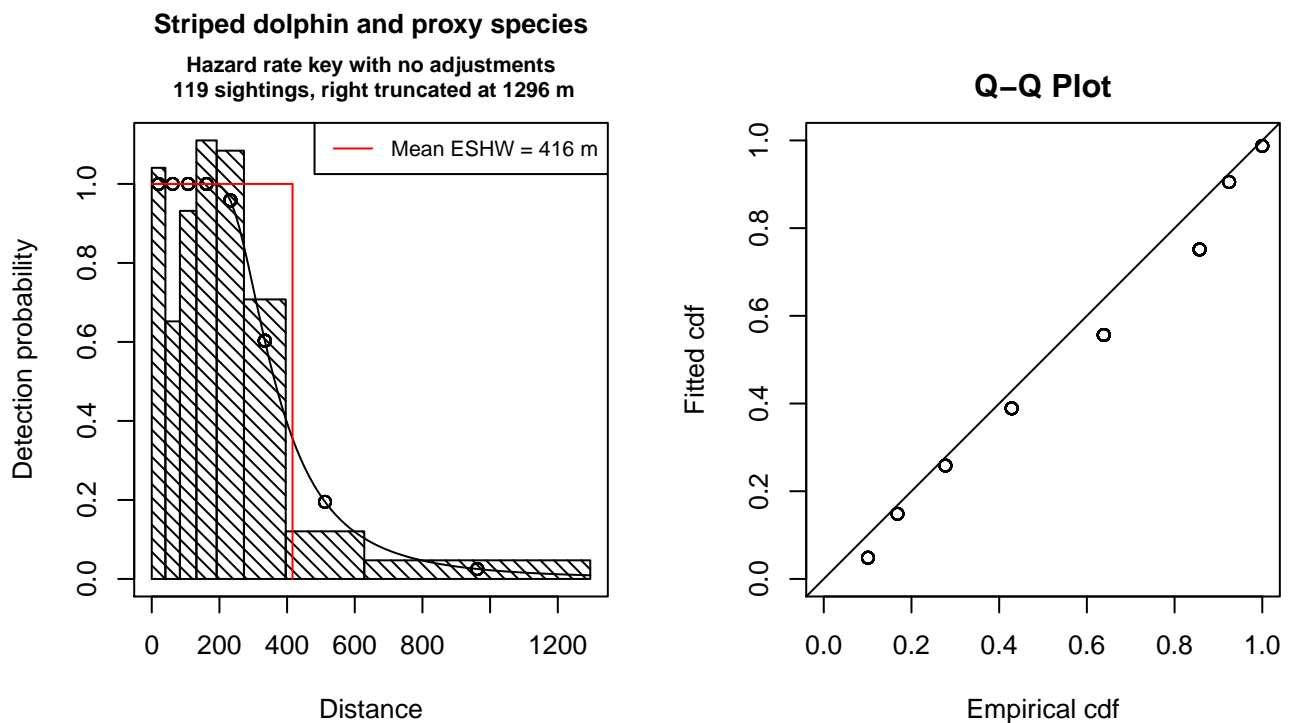 Striped dolphin and proxy species
Hazard rate key with no adjustments
119 sightings, right truncated at 1296 m
Mean ESHW = 416 m
Detection probability
0.0 0.2 0.4 0.6 0.8 1.0
0 200 400 600 800 1200
Distance
Q−Q Plot
Fitted cdf
0.0 0.2 0.4 0.6 0.8 1.0
0.0 0.2 0.4 0.6 0.8 1.0
Empirical cdf